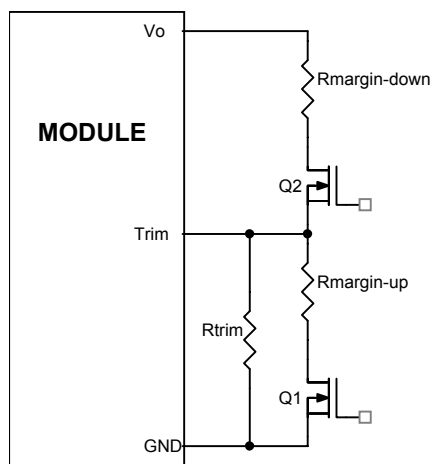 Vo
Rmargin-down
MODULE
Q2
Trim
Rmargin-up
Rtrim
Q1
GND